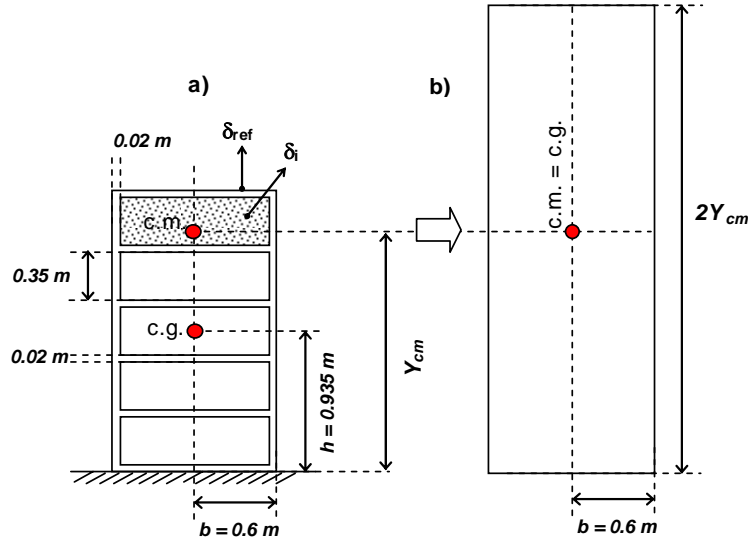 a)
b)
0.02 m
δref
δi
c.m.
c.m. = c.g.
2Ycm
0.35 m
c.g.
0.02 m
h = 0.935 m
Ycm
b = 0.6 m
b = 0.6 m